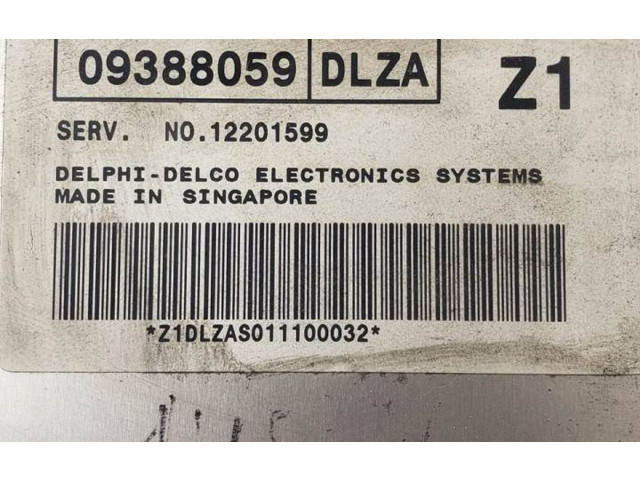 09388059 DLZA Z1
SERV. NO.12201599
DELPHI-DELCO ELECTRONICS SYSTEMS
MADE IN SINGAPORE
*Z1DLZAS011100032*